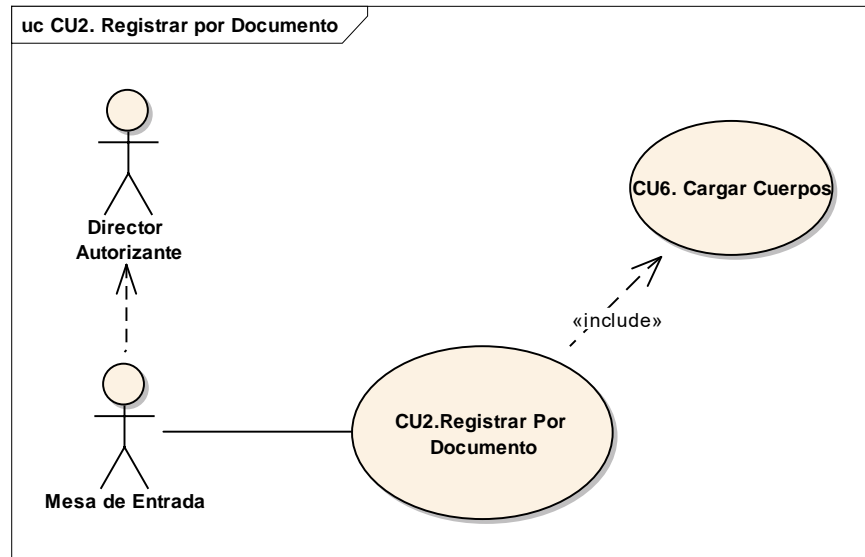 uc CU2. Registrar por Documento
Director
Autorizante
CU6. Cargar Cuerpos
«include»
CU2.Registrar Por
Documento
Mesa de Entrada